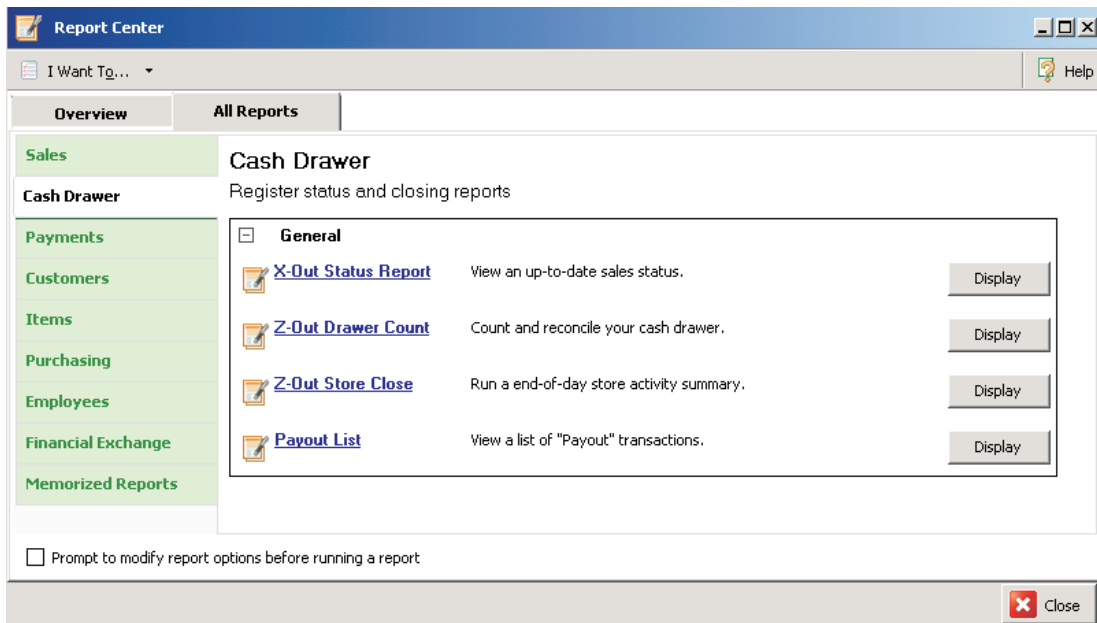 Report Center
I Want To...
Help
Overview
All Reports
Sales
Cash Drawer
Payments
Customers
Items
Purchasing
Employees
Financial Exchange
Memorized Reports
Cash Drawer
Register status and closing reports
General
X-Out Status Report View an up-to-date sales status. Display
Z-Out Drawer Count Count and reconcile your cash drawer. Display
Z-Out Store Close Run a end-of-day store activity summary. Display
Payout List View a list of "Payout" transactions. Display
Prompt to modify report options before running a report
Close